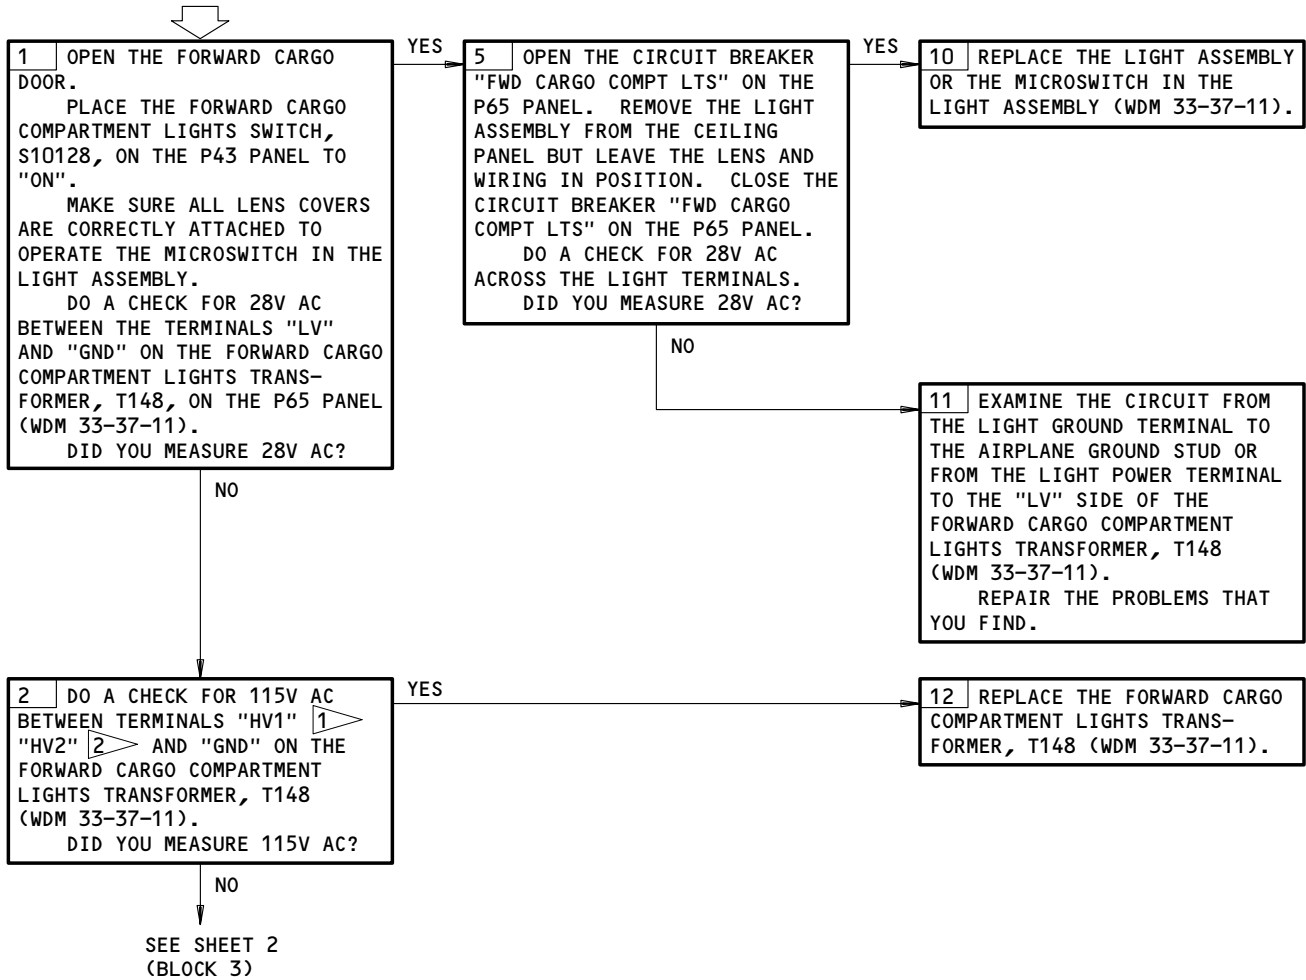 1 OPEN THE FORWARD CARGO
DOOR.
PLACE THE FORWARD CARGO
COMPARTMENT LIGHTS SWITCH,
S10128, ON THE P43 PANEL TO
"ON".
MAKE SURE ALL LENS COVERS
ARE CORRECTLY ATTACHED TO
OPERATE THE MICROSWITCH IN THE
LIGHT ASSEMBLY.
DO A CHECK FOR 28V AC
BETWEEN THE TERMINALS "LV"
AND "GND" ON THE FORWARD CARGO
COMPARTMENT LIGHTS TRANS-
FORMER, T148, ON THE P65 PANEL
(WDM 33-37-11).
DID YOU MEASURE 28V AC?
YES
5 OPEN THE CIRCUIT BREAKER
"FWD CARGO COMPT LTS" ON THE
P65 PANEL. REMOVE THE LIGHT
ASSEMBLY FROM THE CEILING
PANEL BUT LEAVE THE LENS AND
WIRING IN POSITION. CLOSE THE
CIRCUIT BREAKER "FWD CARGO
COMPT LTS" ON THE P65 PANEL.
DO A CHECK FOR 28V AC
ACROSS THE LIGHT TERMINALS.
DID YOU MEASURE 28V AC?
YES
10 REPLACE THE LIGHT ASSEMBLY
OR THE MICROSWITCH IN THE
LIGHT ASSEMBLY (WDM 33-37-11).
NO
11 EXAMINE THE CIRCUIT FROM
THE LIGHT GROUND TERMINAL TO
THE AIRPLANE GROUND STUD OR
FROM THE LIGHT POWER TERMINAL
TO THE "LV" SIDE OF THE
FORWARD CARGO COMPARTMENT
LIGHTS TRANSFORMER, T148
(WDM 33-37-11).
REPAIR THE PROBLEMS THAT
YOU FIND.
NO
2 DO A CHECK FOR 115V AC
BETWEEN TERMINALS "HV1" 1
"HV2" 2 AND "GND" ON THE
FORWARD CARGO COMPARTMENT
LIGHTS TRANSFORMER, T148
(WDM 33-37-11).
DID YOU MEASURE 115V AC?
YES
12 REPLACE THE FORWARD CARGO
COMPARTMENT LIGHTS TRANS-
FORMER, T148 (WDM 33-37-11).
NO
SEE SHEET 2
(BLOCK 3)